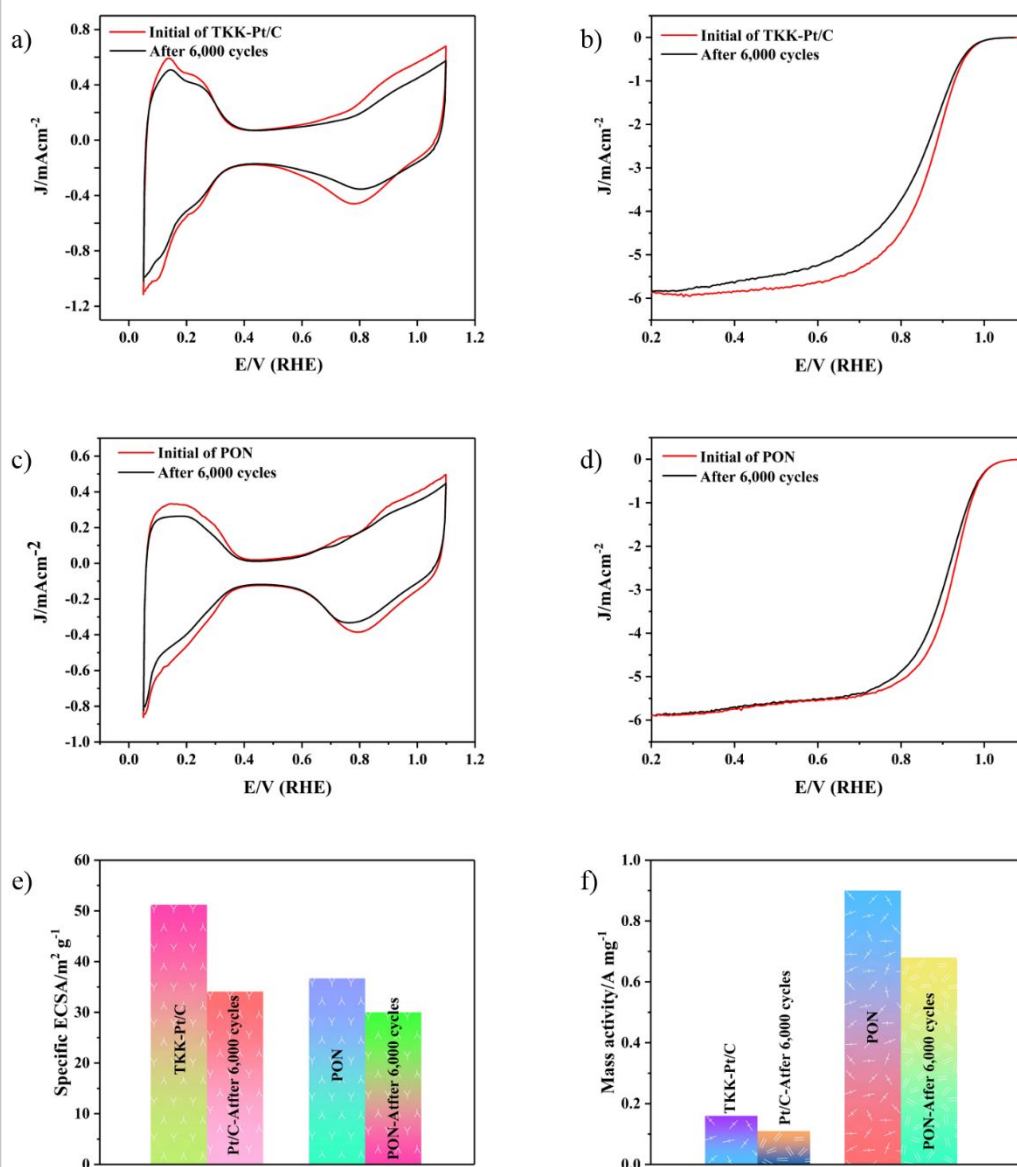 a)
Initial of TKK-Pt/C
After 6,000 cycles
J/mAcm-2
0.8
0.4
0.0
-0.4
-0.8
-1.2
0.0 0.2 0.4 0.6 0.8 1.0 1.2
E/V (RHE)
b)
Initial of TKK-Pt/C
After 6,000 cycles
J/mAcm-2
0
-1
-2
-3
-4
-5
-6
0.2 0.4 0.6 0.8 1.0
E/V (RHE)
c)
Initial of PON
After 6,000 cycles
J/mAcm-2
0.6
0.4
0.2
0.0
-0.2
-0.4
-0.6
-0.8
-1.0
0.0 0.2 0.4 0.6 0.8 1.0 1.2
E/V (RHE)
d)
Initial of PON
After 6,000 cycles
J/mAcm-2
0
-1
-2
-3
-4
-5
-6
0.2 0.4 0.6 0.8 1.0
E/V (RHE)
e)
Specific ECSA/m2 g-1
60
50
40
30
20
10
0
TKK-Pt/C
Pt/C-Atfter 6,000 cycles
PON
PON-Atfter 6,000 cycles
f)
Mass activity/A mg-1
1.0
0.8
0.6
0.4
0.2
0.0
TKK-Pt/C
Pt/C-Atfer 6,000 cycles
PON
PON-Atfter 6,000 cycles